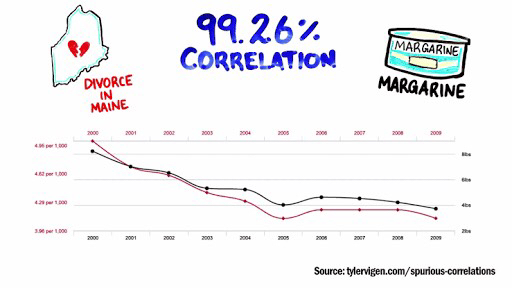 99.26%
CORRELATION
DIVORCE
IN
MAINE
MARGARINE
MARGARINE
2000 2001 2002 2003 2004 2005 2006 2007 2008 2009
4.95 per 1,000
8lbs
4.62 per 1,000
6lbs
4.29 per 1,000
4lbs
3.96 per 1,000
2lbs
2000 2001 2002 2003 2004 2005 2006 2007 2008 2009
Source: tylervigen.com/spurious-correlations